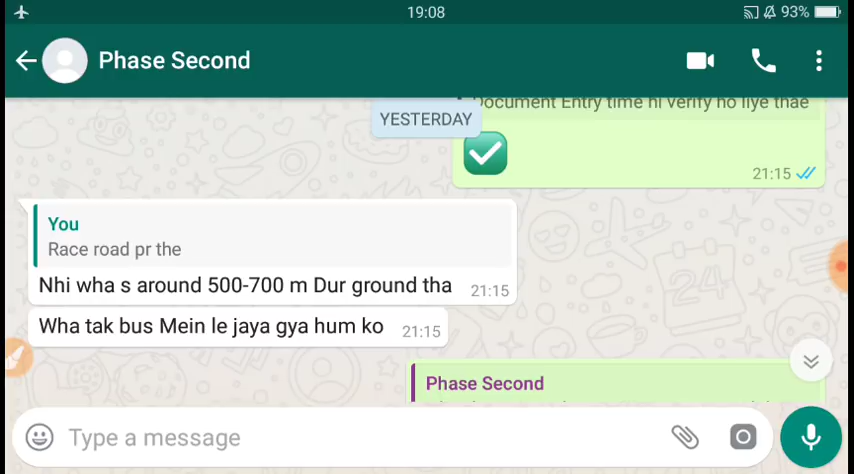 19:08
93%
Phase Second
Document Entry time hi verify ho liye thae
YESTERDAY
21:15
You
Race road pr the
Nhi wha s around 500-700 m Dur ground tha
21:15
Wha tak bus Mein le jaya gya hum ko
21:15
Phase Second
Type a message